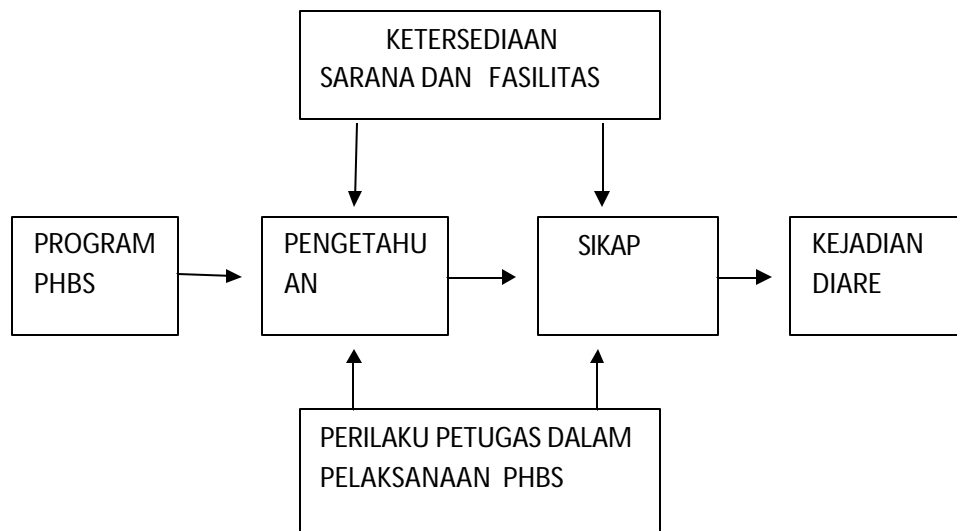 KETERSEDIAAN
SARANA DAN FASILITAS
PROGRAM
PHBS
PENGETAHU
AN
SIKAP
KEJADIAN
DIARE
PERILAKU PETUGAS DALAM
PELAKSANAAN PHBS